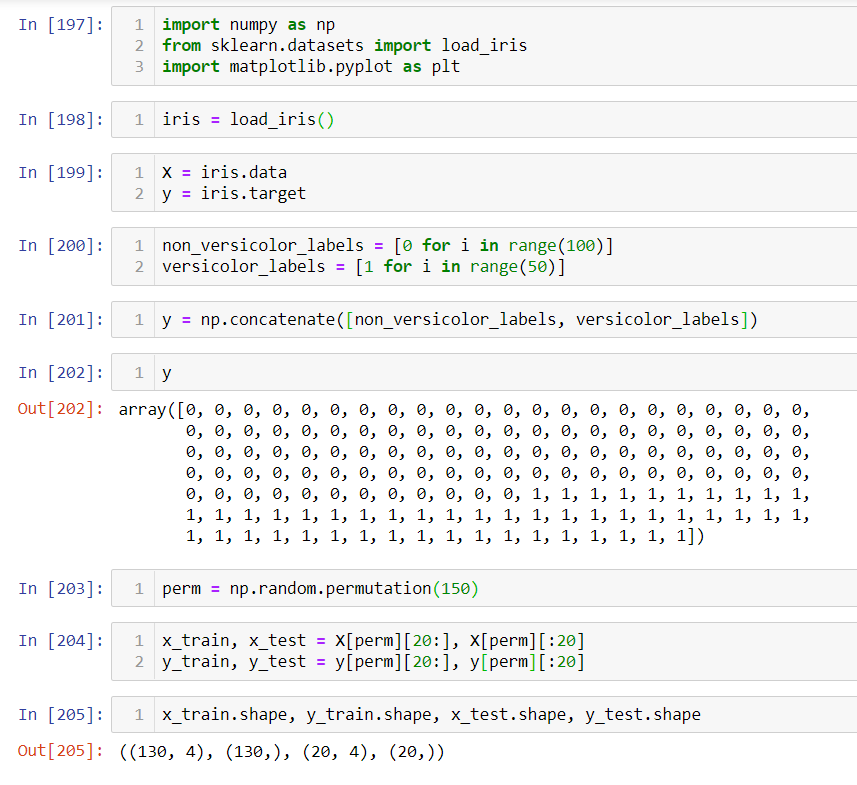 In [197]:
1 import numpy as np
2 from sklearn.datasets import load_iris
3 import matplotlib.pyplot as plt
In [198]:
1 iris = load_iris()
In [199]:
1 X = iris.data
2 y = iris.target
In [200]:
1 non_versicolor_labels = [0 for i in range(100)]
2 versicolor_labels = [1 for i in range(50)]
In [201]:
1 y = np.concatenate([non_versicolor_labels, versicolor_labels])
In [202]:
1 y
Out[202]:
array([0, 0, 0, 0, 0, 0, 0, 0, 0, 0, 0, 0, 0, 0, 0, 0, 0, 0, 0, 0, 0, 0,
0, 0, 0, 0, 0, 0, 0, 0, 0, 0, 0, 0, 0, 0, 0, 0, 0, 0, 0, 0, 0, 0,
0, 0, 0, 0, 0, 0, 0, 0, 0, 0, 0, 0, 0, 0, 0, 0, 0, 0, 0, 0, 0, 0,
0, 0, 0, 0, 0, 0, 0, 0, 0, 0, 0, 0, 0, 0, 0, 0, 0, 0, 0, 0, 0, 0,
0, 0, 0, 0, 0, 0, 0, 0, 0, 0, 0, 0, 1, 1, 1, 1, 1, 1, 1, 1, 1, 1,
1, 1, 1, 1, 1, 1, 1, 1, 1, 1, 1, 1, 1, 1, 1, 1, 1, 1, 1, 1, 1, 1,
1, 1, 1, 1, 1, 1, 1, 1, 1, 1, 1, 1, 1, 1, 1, 1, 1, 1])
In [203]:
1 perm = np.random.permutation(150)
In [204]:
1 x_train, x_test = X[perm][20:], X[perm][:20]
2 y_train, y_test = y[perm][20:], y[perm][:20]
In [205]:
1 x_train.shape, y_train.shape, x_test.shape, y_test.shape
Out[205]:
((130, 4), (130,), (20, 4), (20,))